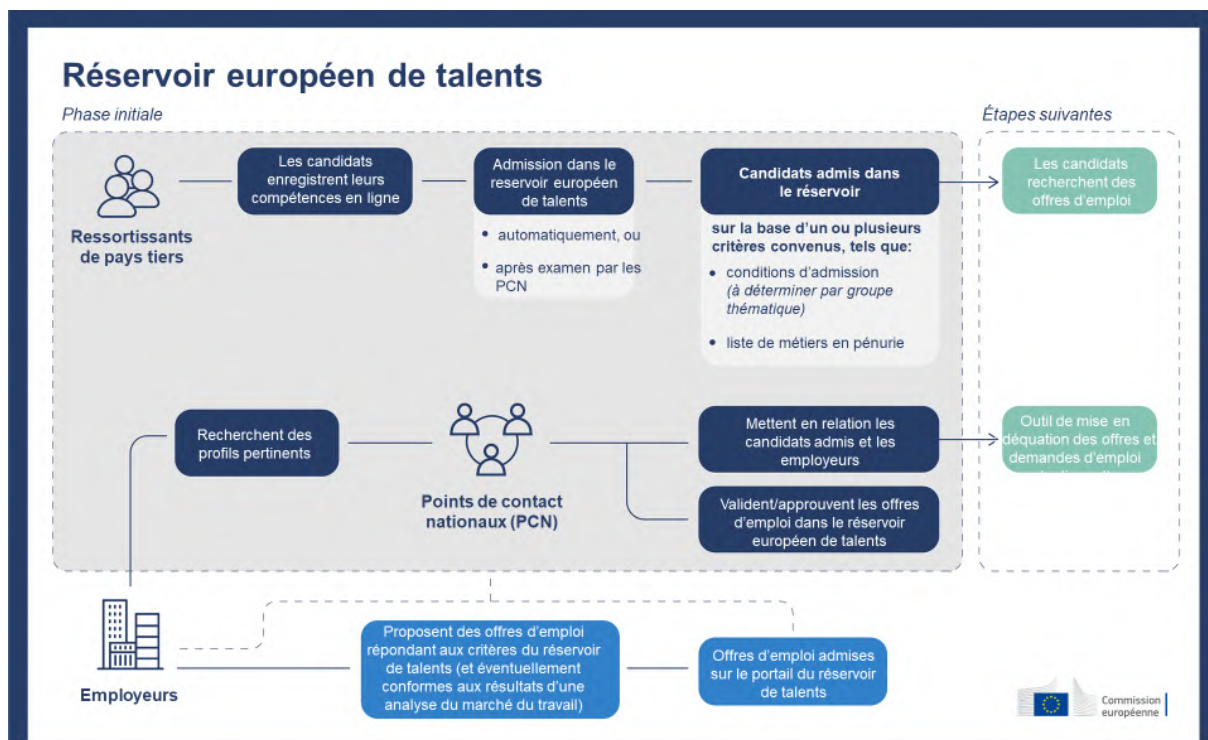 Réservoir européen de talents
Phase initiale
Étapes suivantes
Ressortissants
de pays tiers
Les candidats
enregistrent leurs
compétences en ligne
Admission dans le
reservoir européen
de talents
• automatiquement, ou
• après examen par les
PCN
Candidats admis dans
le réservoir
sur la base d'un ou plusieurs
critères convenus, tels que:
• conditions d'admission
(à déterminer par groupe
thématique)
• liste de métiers en pénurie
Les candidats
recherchent des
offres d'emploi
Recherchent des
profils pertinents
Points de contact
nationaux (PCN)
Mettent en relation les
candidats admis et les
employeurs
Valident/approuvent les offres
d'emploi dans le réservoir
européen de talents
Outil de mise en
déquation des offres et
demandes d'emploi
Employeurs
Proposent des offres d'emploi
répondant aux critères du réservoir
de talents (et éventuellement
conformes aux résultats d'une
analyse du marché du travail)
Offres d'emploi admises
sur le portail du réservoir
de talents
Commission
européenne